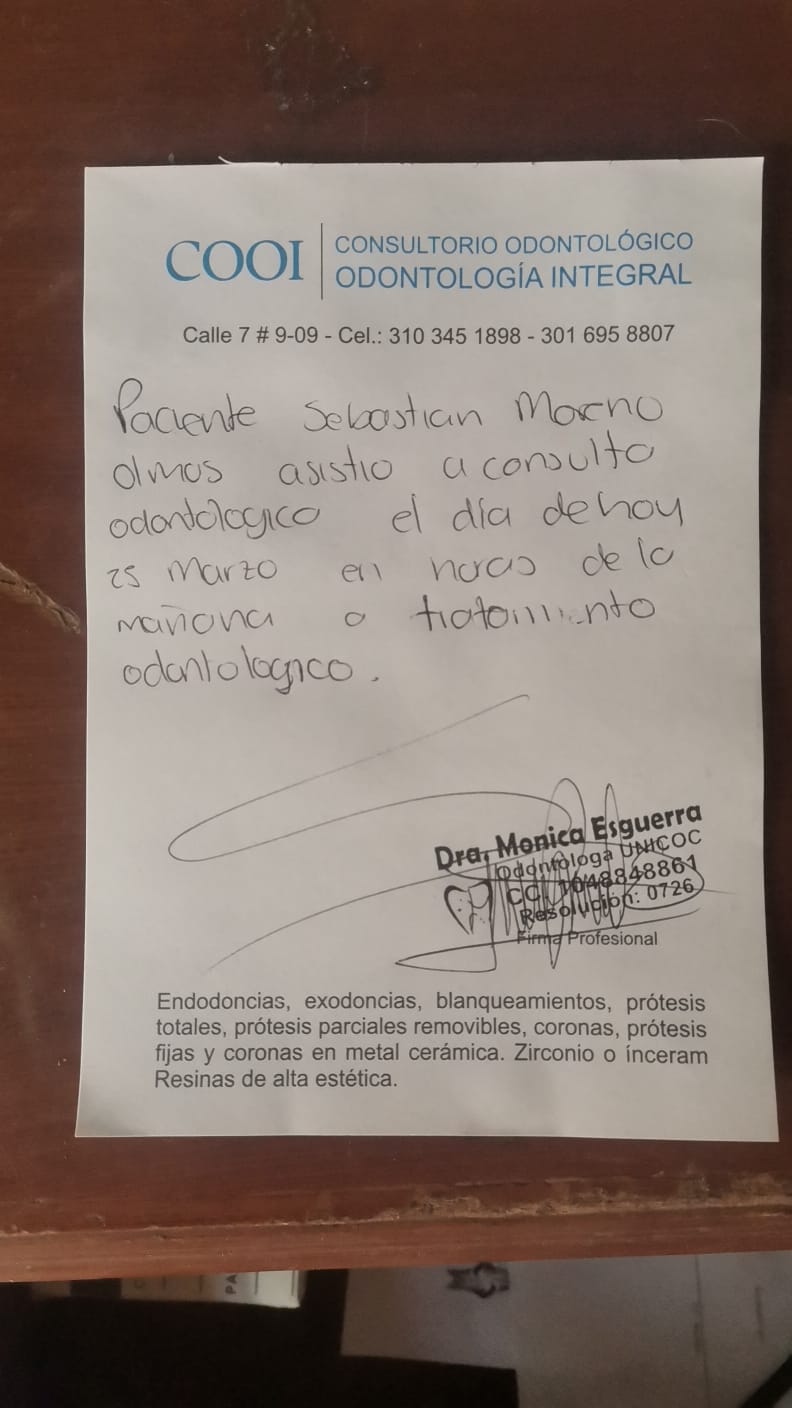 COOI
CONSULTORIO ODONTOLÓGICO
ODONTOLOGÍA INTEGRAL
Calle 7 # 9-09 - Cel.: 310 345 1898 - 301 695 8807
Paciente Sebastian Moreno
olmos asistio a consulta
odontologico el día de hoy
25 Marzo en horas de la
mañana a tratamiento
odontologico.
Dra. Monica Esguerra
Odontóloga UNICOC
CC. 1048848861
Resolución: 0726
Firma Profesional
Endodoncias, exodoncias, blanqueamientos, prótesis
totales, prótesis parciales removibles, coronas, prótesis
fijas y coronas en metal cerámica. Zirconio o ínceram
Resinas de alta estética.